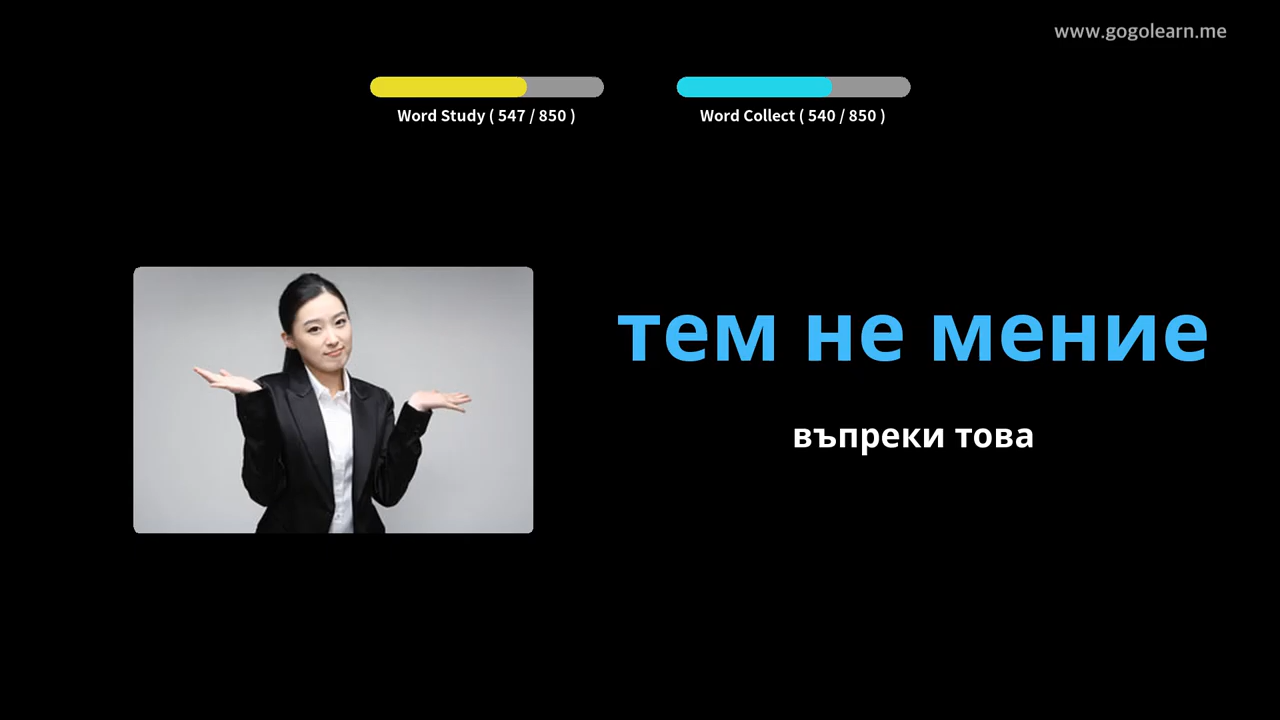 www.gogolearn.me
Word Study ( 547 / 850 )
Word Collect ( 540 / 850 )
тем не мение
въпреки това